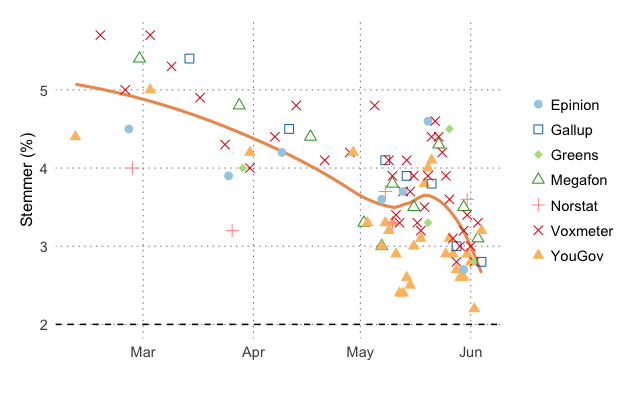 Stemmer (%)
5
4
3
2
Mar
Apr
May
Jun
Epinion
Gallup
Greens
Megafon
Norstat
Voxmeter
YouGov